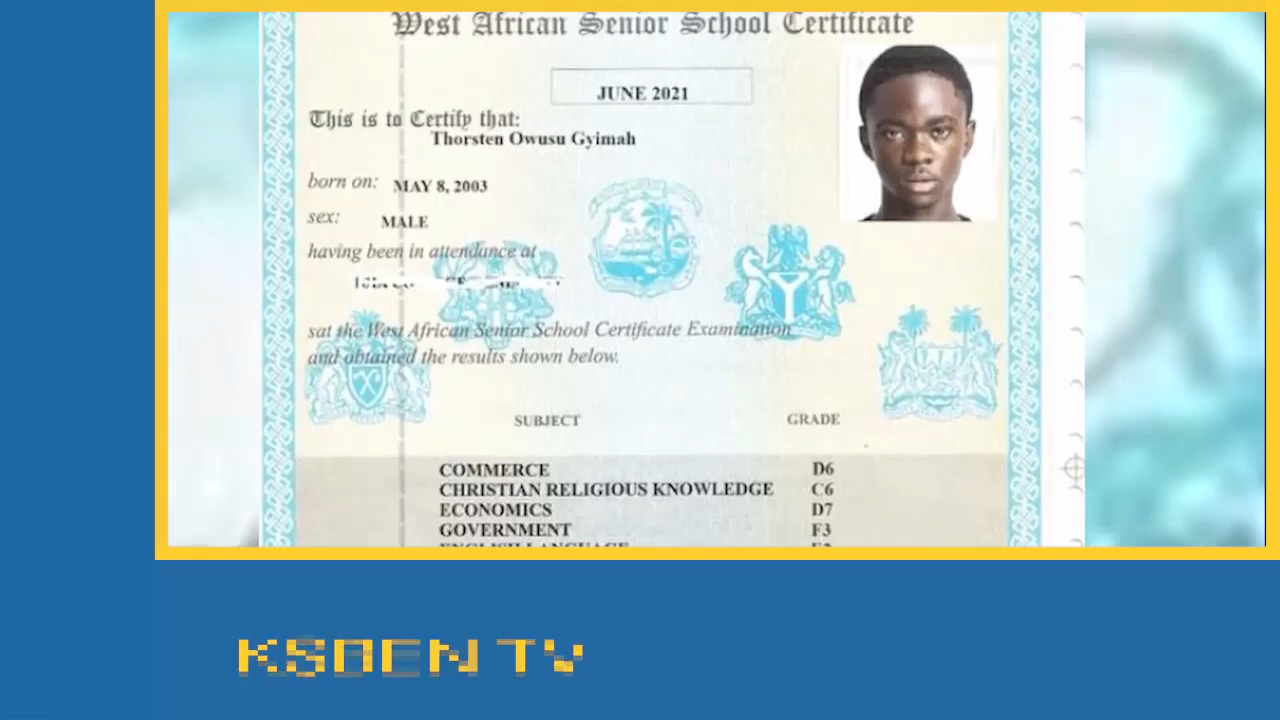 West African Senior School Certificate
JUNE 2021
This is to Certify that:
Thorsten Owusu Gyimah
born on: MAY 8, 2003
sex: MALE
having been in attendance at
sat the West African Senior School Certificate Examination
and obtained the results shown below.
SUBJECT GRADE
COMMERCE D6
CHRISTIAN RELIGIOUS KNOWLEDGE C6
ECONOMICS D7
GOVERNMENT F3
ENGLISH LANGUAGE
KSBEN TV